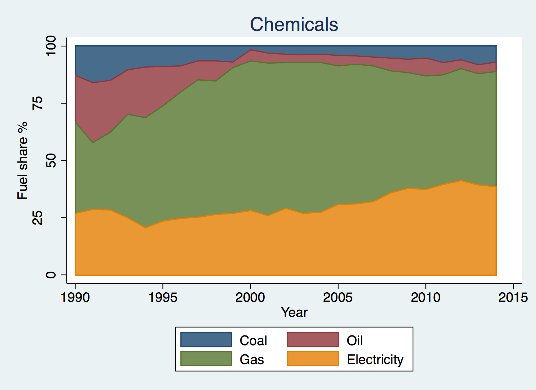 Chemicals
Fuel share %
100
75
50
25
0
1990 1995 2000 2005 2010 2015
Year
Coal Oil
Gas Electricity